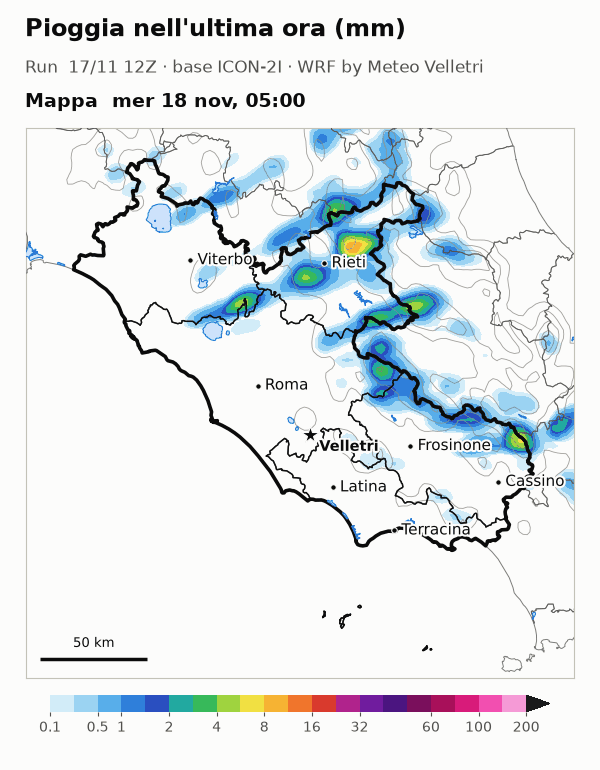 Pioggia nell'ultima ora (mm)
Run  17/11 12Z · base ICON-2I · WRF by Meteo Velletri
Mappa  mer 18 nov, 05:00
Viterbo
Rieti
Roma
Velletri
Frosinone
Latina
Cassino
Terracina
50 km
0.1 0.5 1 2 4 8 16 32 60 100 200